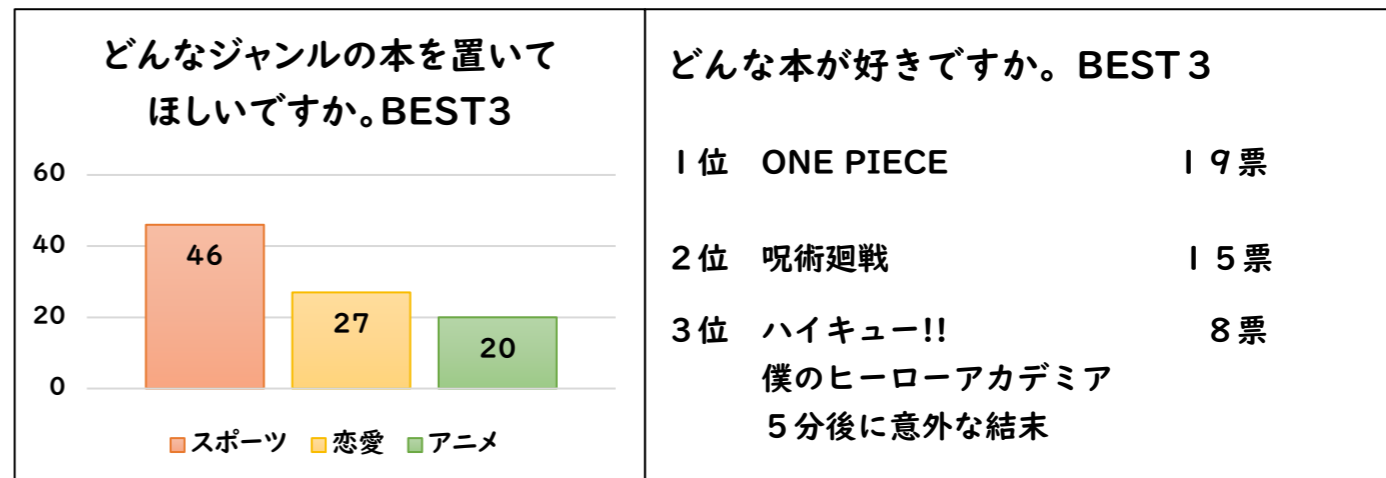 どんなジャンルの本を置いて
ほしいですか。BEST3
60
40
20
0
46
27
20
スポーツ 恋愛 アニメ
どんな本が好きですか。BEST3
1位 ONE PIECE 19票
2位 呪術廻戦 15票
3位 ハイキュー!! 8票
僕のヒーローアカデミア
5分後に意外な結末